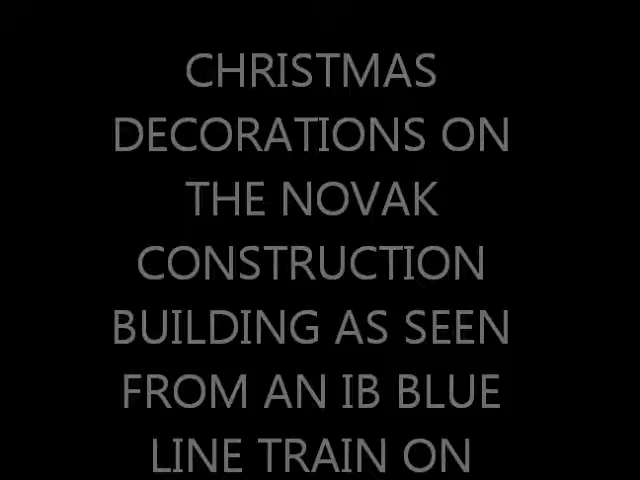 CHRISTMAS
DECORATIONS ON
THE NOVAK
CONSTRUCTION
BUILDING AS SEEN
FROM AN IB BLUE
LINE TRAIN ON